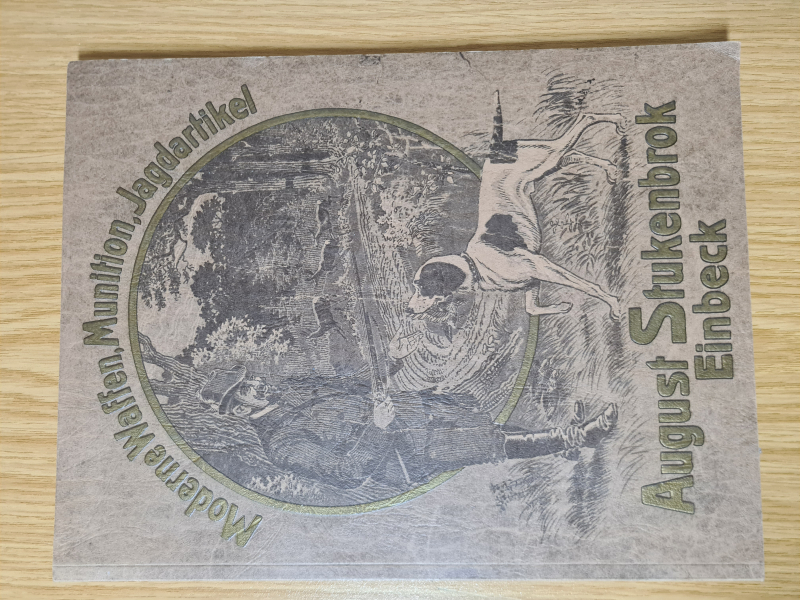 Moderne Waffen, Munition, Jagdartikel
August Stukenbrok
Einbeck